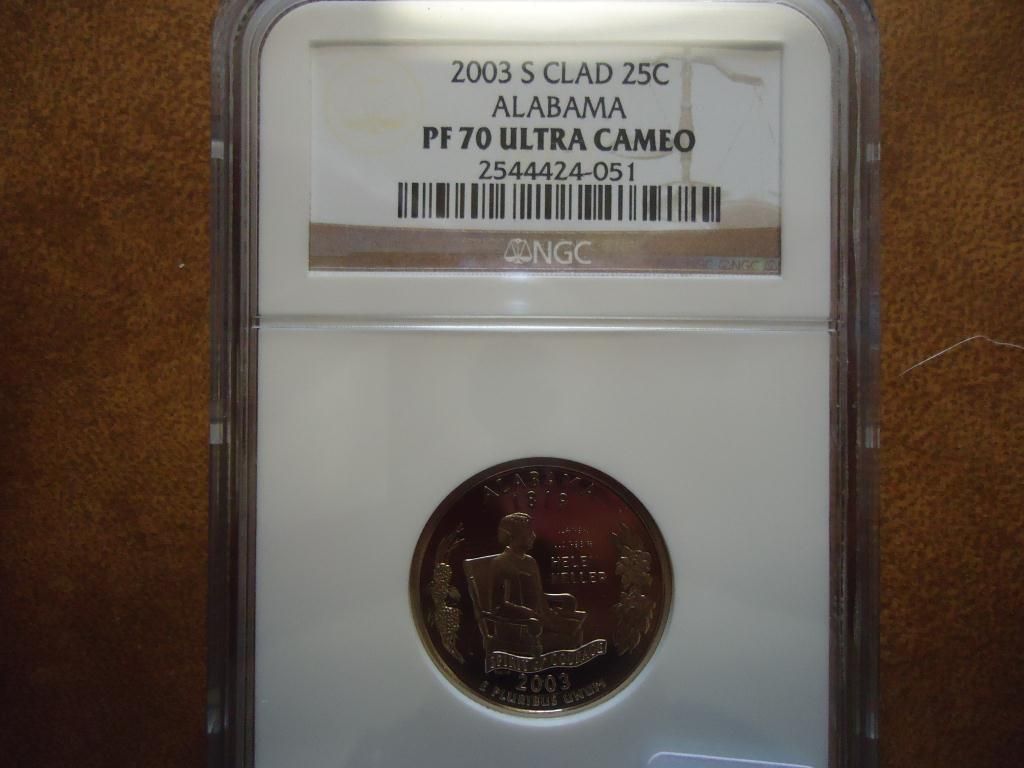 2003 S CLAD 25C
ALABAMA
PF 70 ULTRA CAMEO
2544424-051
NGC
NGC
ALABAMA
1819
HELEN
KELLER
SPIRIT OF COURAGE
2003
E PLURIBUS UNUM